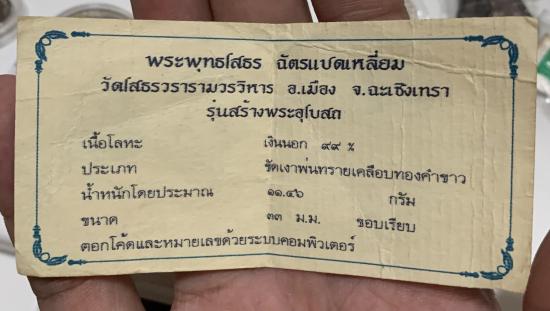 พระพุทธโสธร ฉัตรแปดเหลี่ยม
วัดโสธรวรารามวรวิหาร อ.เมือง จ.ฉะเชิงเทรา
รุ่นสร้างพระอุโบสถ
เนื้อโลหะ เงินนอก ๙๙ %
ประเภท ขัดเงาพ่นทรายเคลือบทองคำขาว
น้ำหนักโดยประมาณ ๑๑.๔๖ กรัม
ขนาด ๓๓ ม.ม. ขอบเรียบ
ตอกโค้ดและหมายเลขด้วยระบบคอมพิวเตอร์